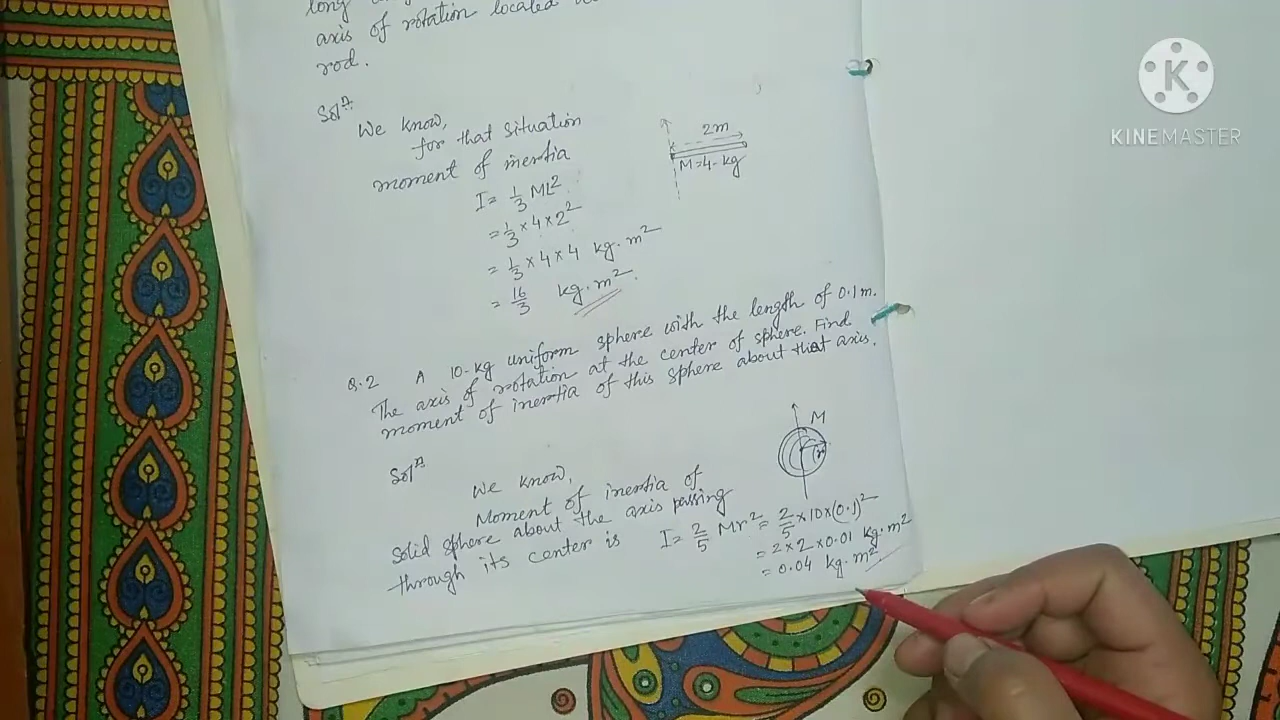 long
axis of rotation located
rod.
Solⁿ
We know,
for that situation
moment of inertia
I = 1/3 ML²
= 1/3 × 4 × 2²
= 1/3 × 4 × 4 kg. m²
= 16/3 kg. m².
2m
M=4-kg
Q.2 A 10-kg uniform sphere with the length of 0.1m.
The axis of rotation at the center of sphere. Find
moment of inertia of this sphere about that axis.
Solⁿ
We know,
Moment of inertia of
solid sphere about the axis passing
through its center is
M
r
I = 2/5 Mr² = 2/5 × 10 × (0.1)²
= 2 × 2 × 0.01 kg. m²
= 0.04 kg. m²
K
KINEMASTER